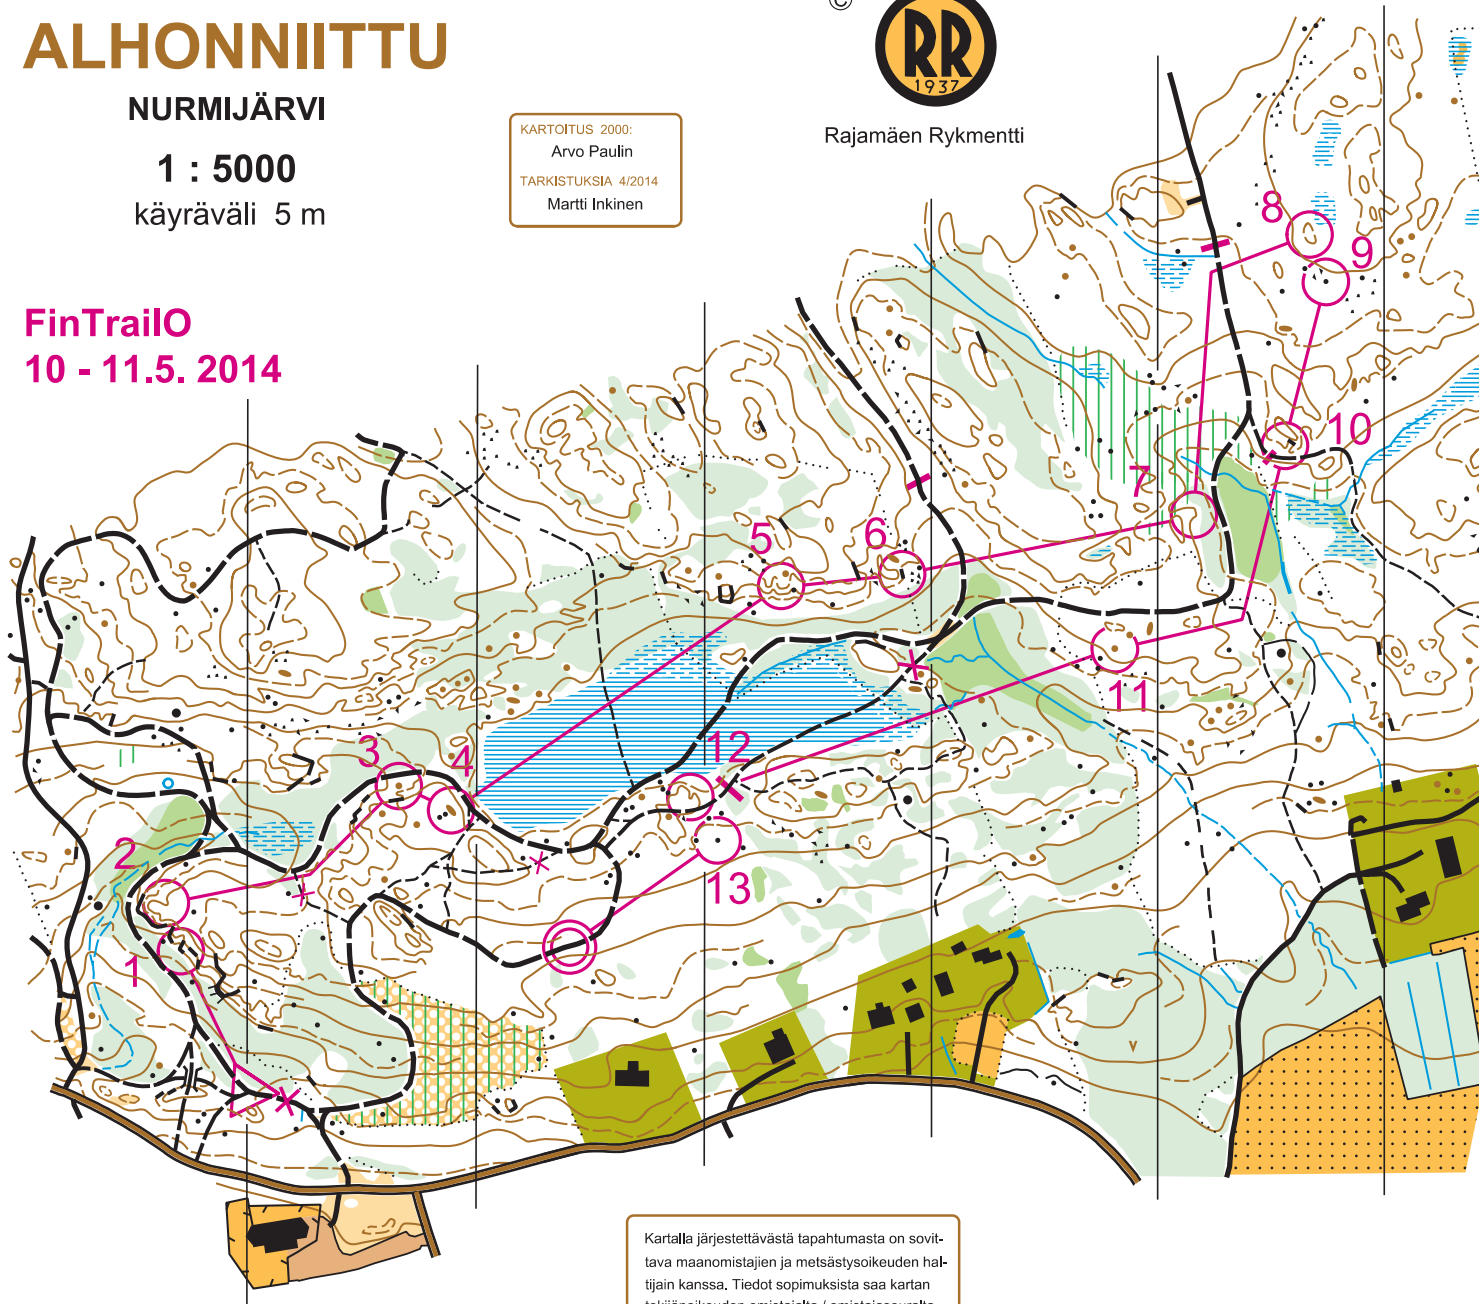 ALHONNIITTU
NURMIJÄRVI
1 : 5000
käyräväli 5 m
FinTrailO
10 - 11.5. 2014
KARTOITUS 2000:
Arvo Paulin
TARKISTUKSIA 4/2014
Martti Inkinen
©
RR
1937
Rajamäen Rykmentti
8
9
10
7
5
6
11
3
4
12
2
13
1
Kartalla järjestettävästä tapahtumasta on sovit-
tava maanomistajien ja metsästysoikeuden hal-
tijain kanssa. Tiedot sopimuksista saa kartan